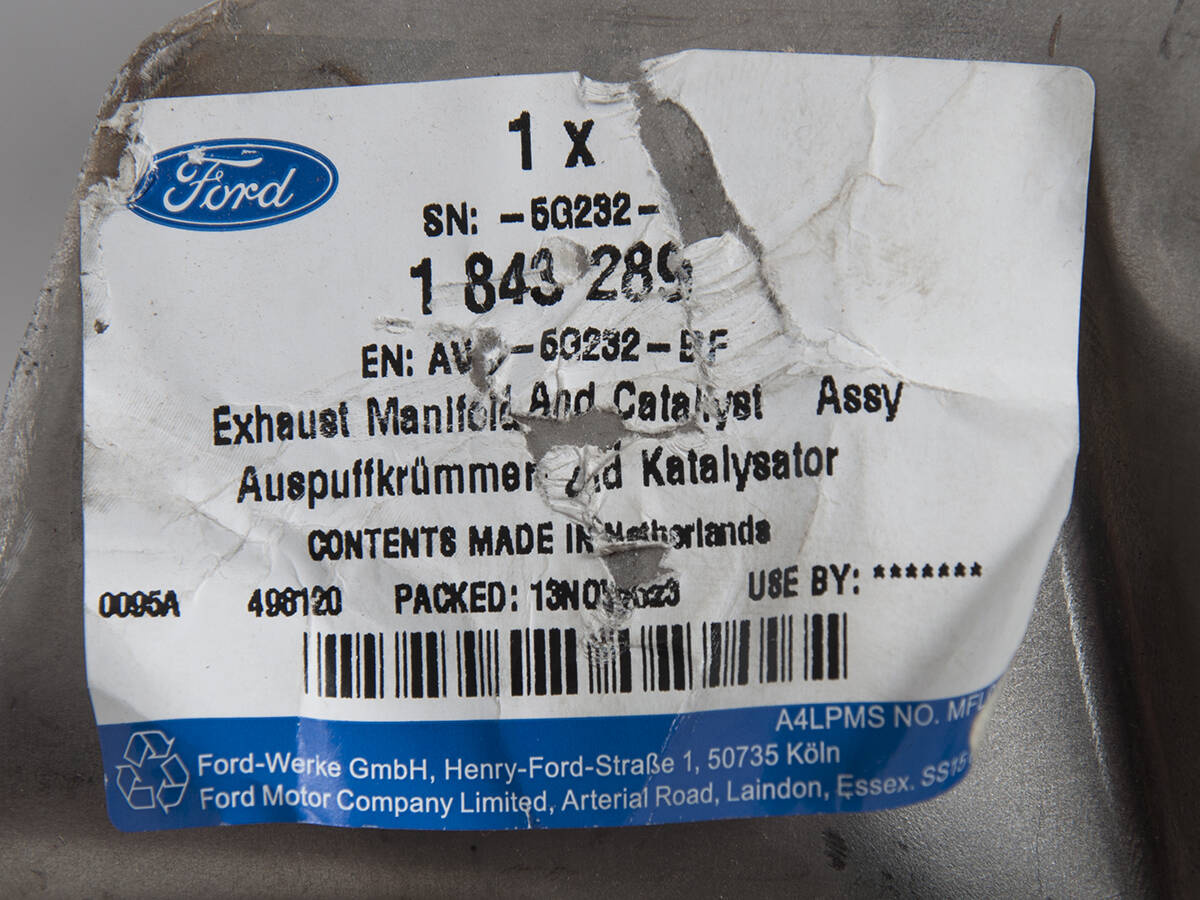 Ford
1 x
SN: -5G232-
1 843 289
EN: -5G232-
Exhaust Manifold And Catalyst Assy
Auspuffkrümmer Katalysator
CONTENTS MADE IN Netherlands
0095A 498120 PACKED: USE BY: *******
A4LPMS NO.
Ford-Werke GmbH, Henry-Ford-Straße 1, 50735 Köln
Ford Motor Company Limited, Arterial Road, Laindon, Essex.